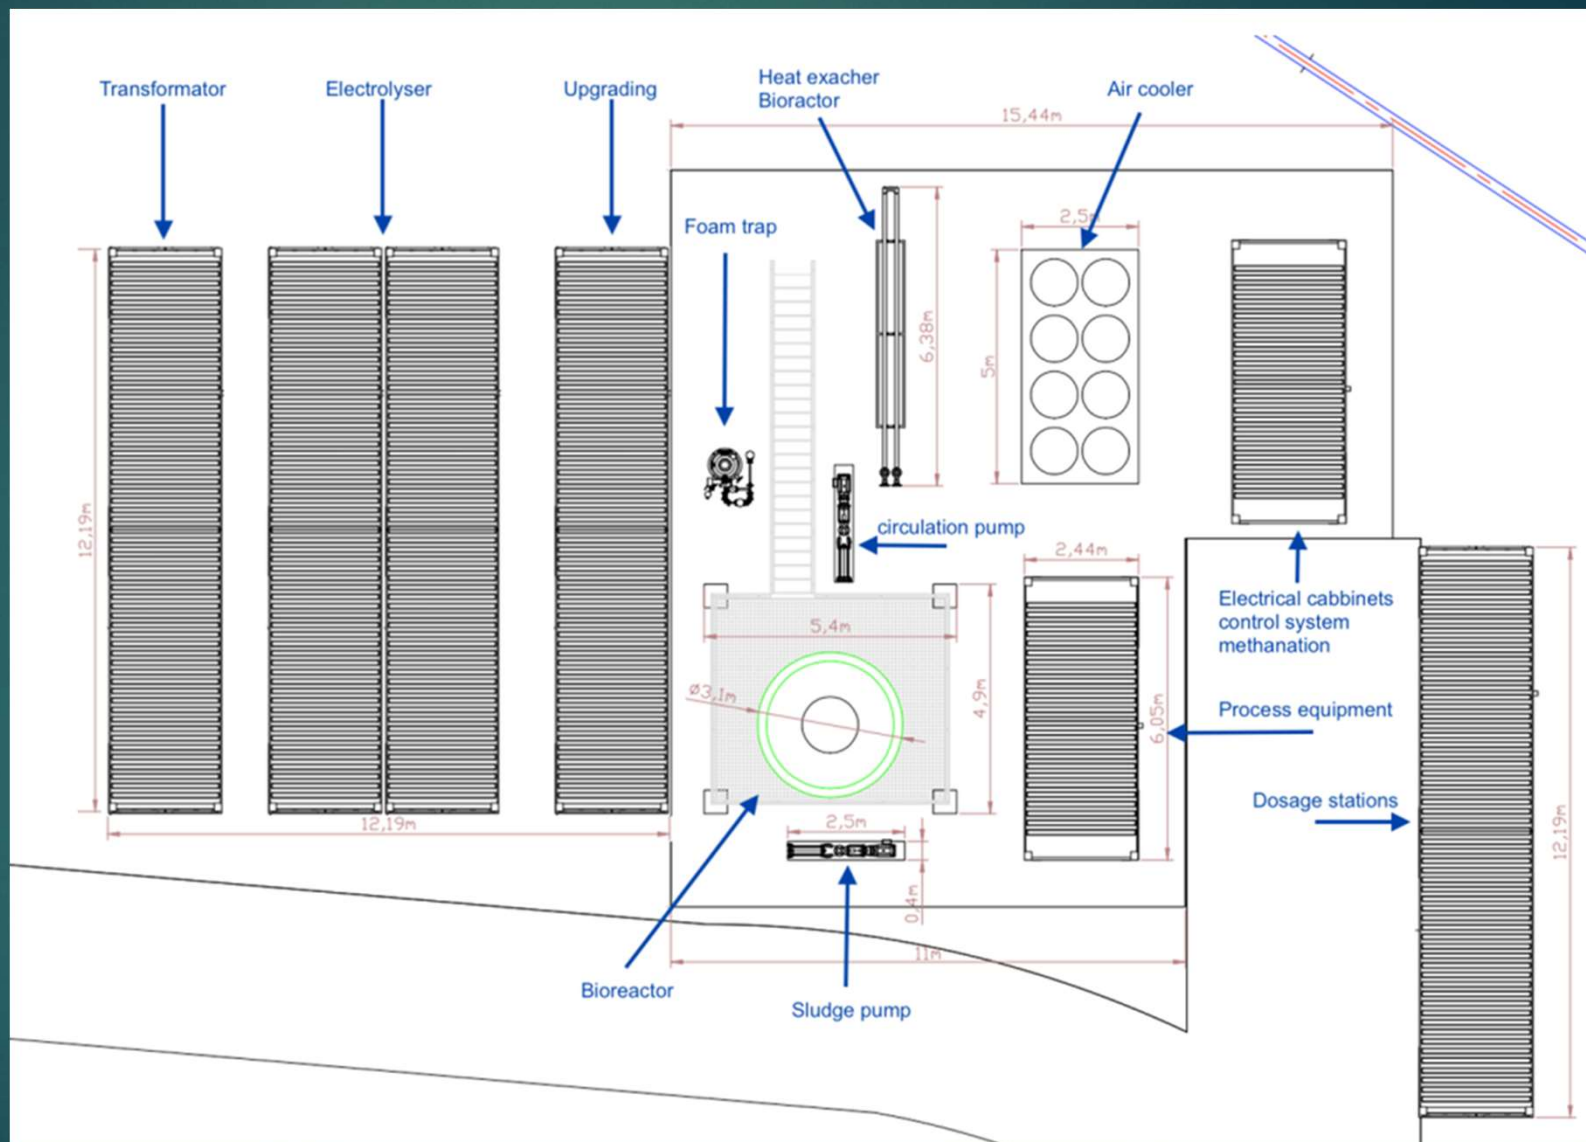 Transformator
Electrolyser
Upgrading
Heat exacher
Bioractor
Air cooler
15,44m
Foam trap
2,5m
6,38m
5m
12,19m
circulation pump
2,44m
Electrical cabbinets
control system
methanation
5,4m
Ø3,1m
4,9m
6,05m
Process equipment
Dosage stations
12,19m
12,19m
2,5m
0,4m
11m
Bioreactor
Sludge pump